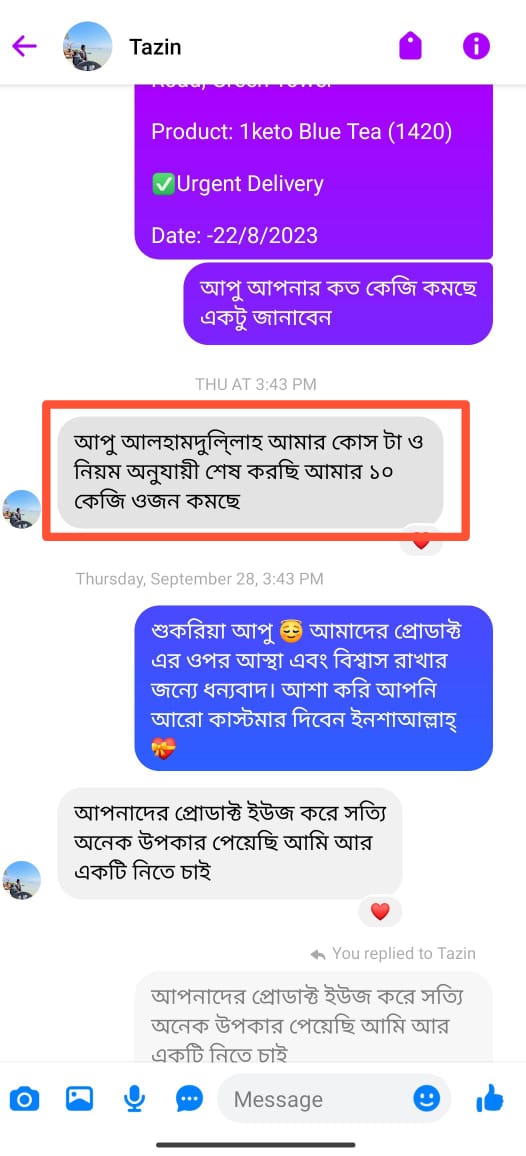 Tazin
Road, Green Tower
Product: 1keto Blue Tea (1420)
✅Urgent Delivery
Date: -22/8/2023
আপু আপনার কত কেজি কমছে
একটু জানাবেন
THU AT 3:43 PM
আপু আলহামদুলিল্লাহ আমার কোস টা ও
নিয়ম অনুযায়ী শেষ করছি আমার ১০
কেজি ওজন কমছে
Thursday, September 28, 3:43 PM
শুকরিয়া আপু 😇 আমাদের প্রোডাক্ট
এর ওপর আস্থা এবং বিশ্বাস রাখার
জন্যে ধন্যবাদ। আশা করি আপনি
আরো কাস্টমার দিবেন ইনশাআল্লাহ্
💝
আপনাদের প্রোডাক্ট ইউজ করে সত্যি
অনেক উপকার পেয়েছি আমি আর
একটি নিতে চাই
You replied to Tazin
আপনাদের প্রোডাক্ট ইউজ করে সত্যি
অনেক উপকার পেয়েছি আমি আর
একটি নিতে চাই
Message